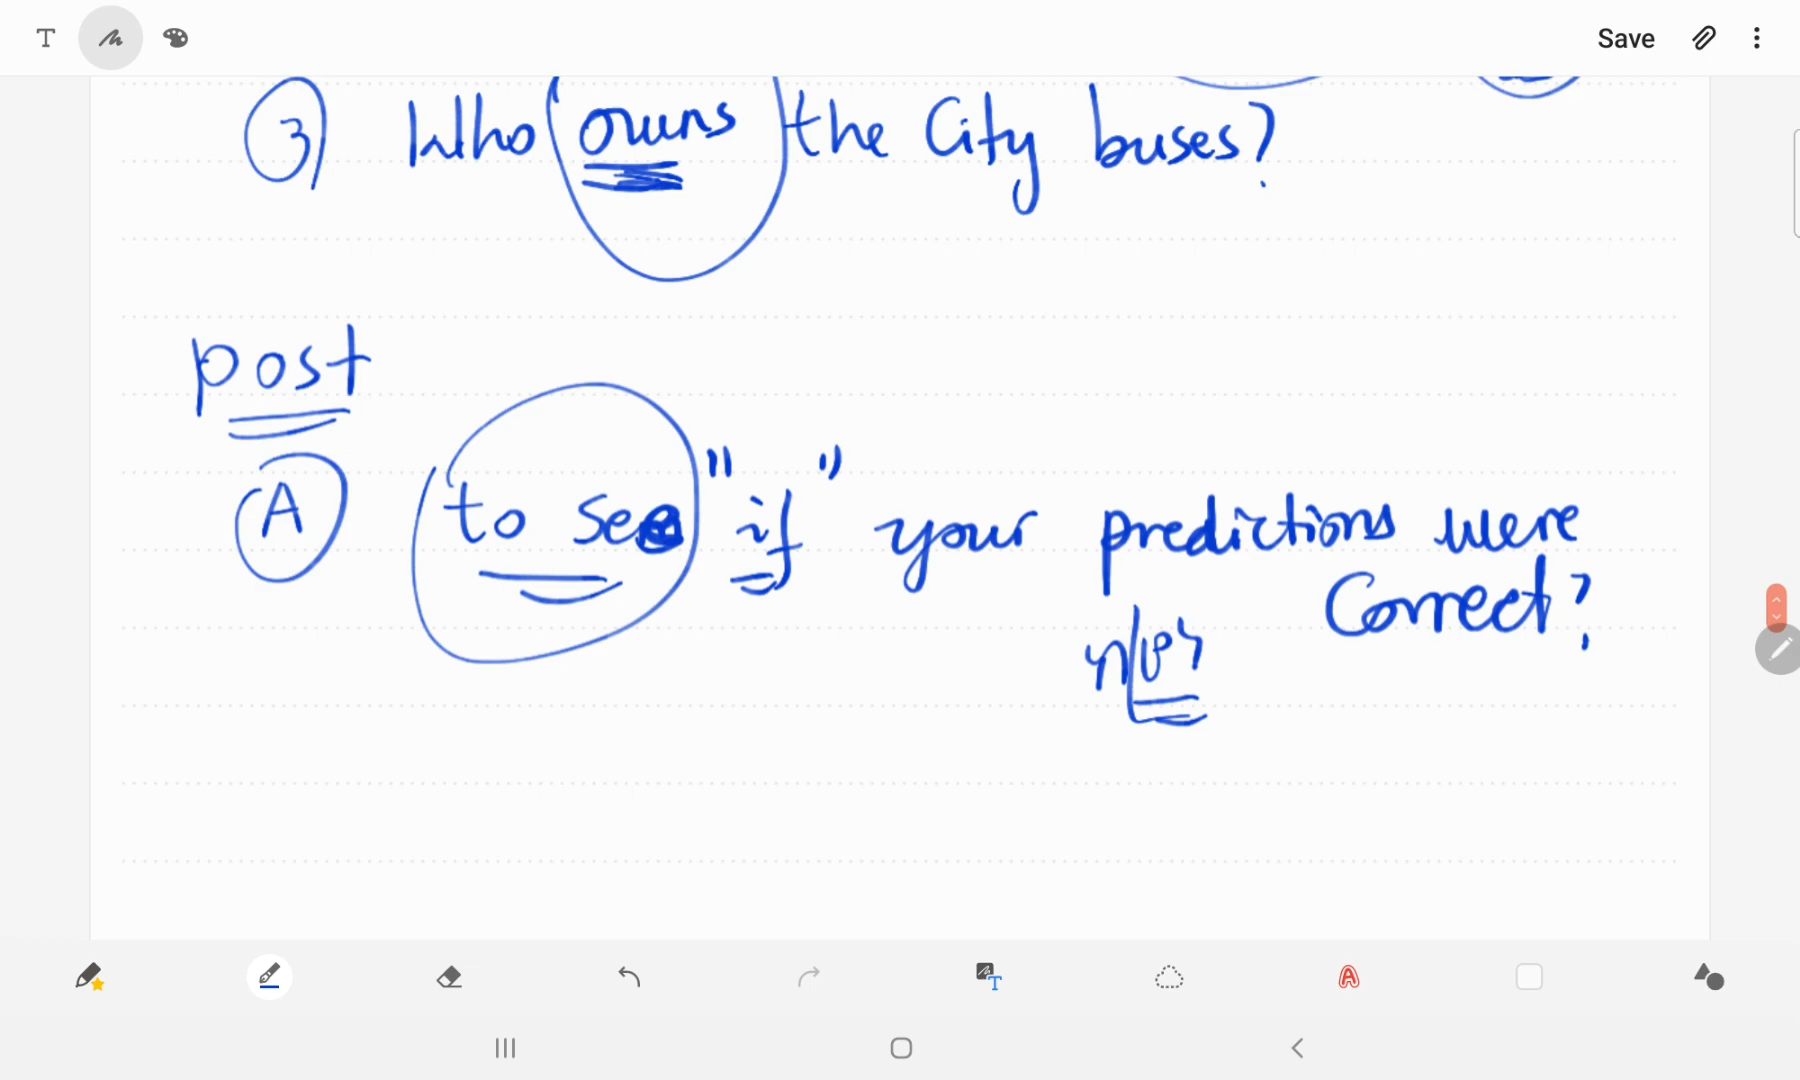 T Save
3) Who owns the City buses?
post
A to see "if" your predictions were
Correct?